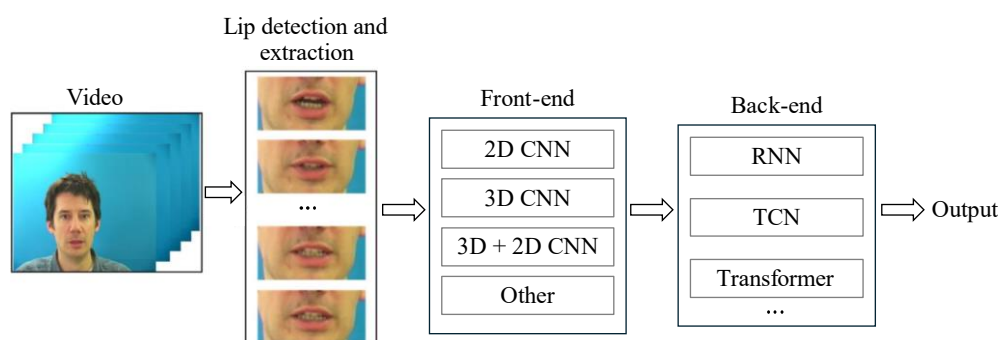 Video
Lip detection and
extraction
...
Front-end
2D CNN
3D CNN
3D + 2D CNN
Other
Back-end
RNN
TCN
Transformer
...
Output